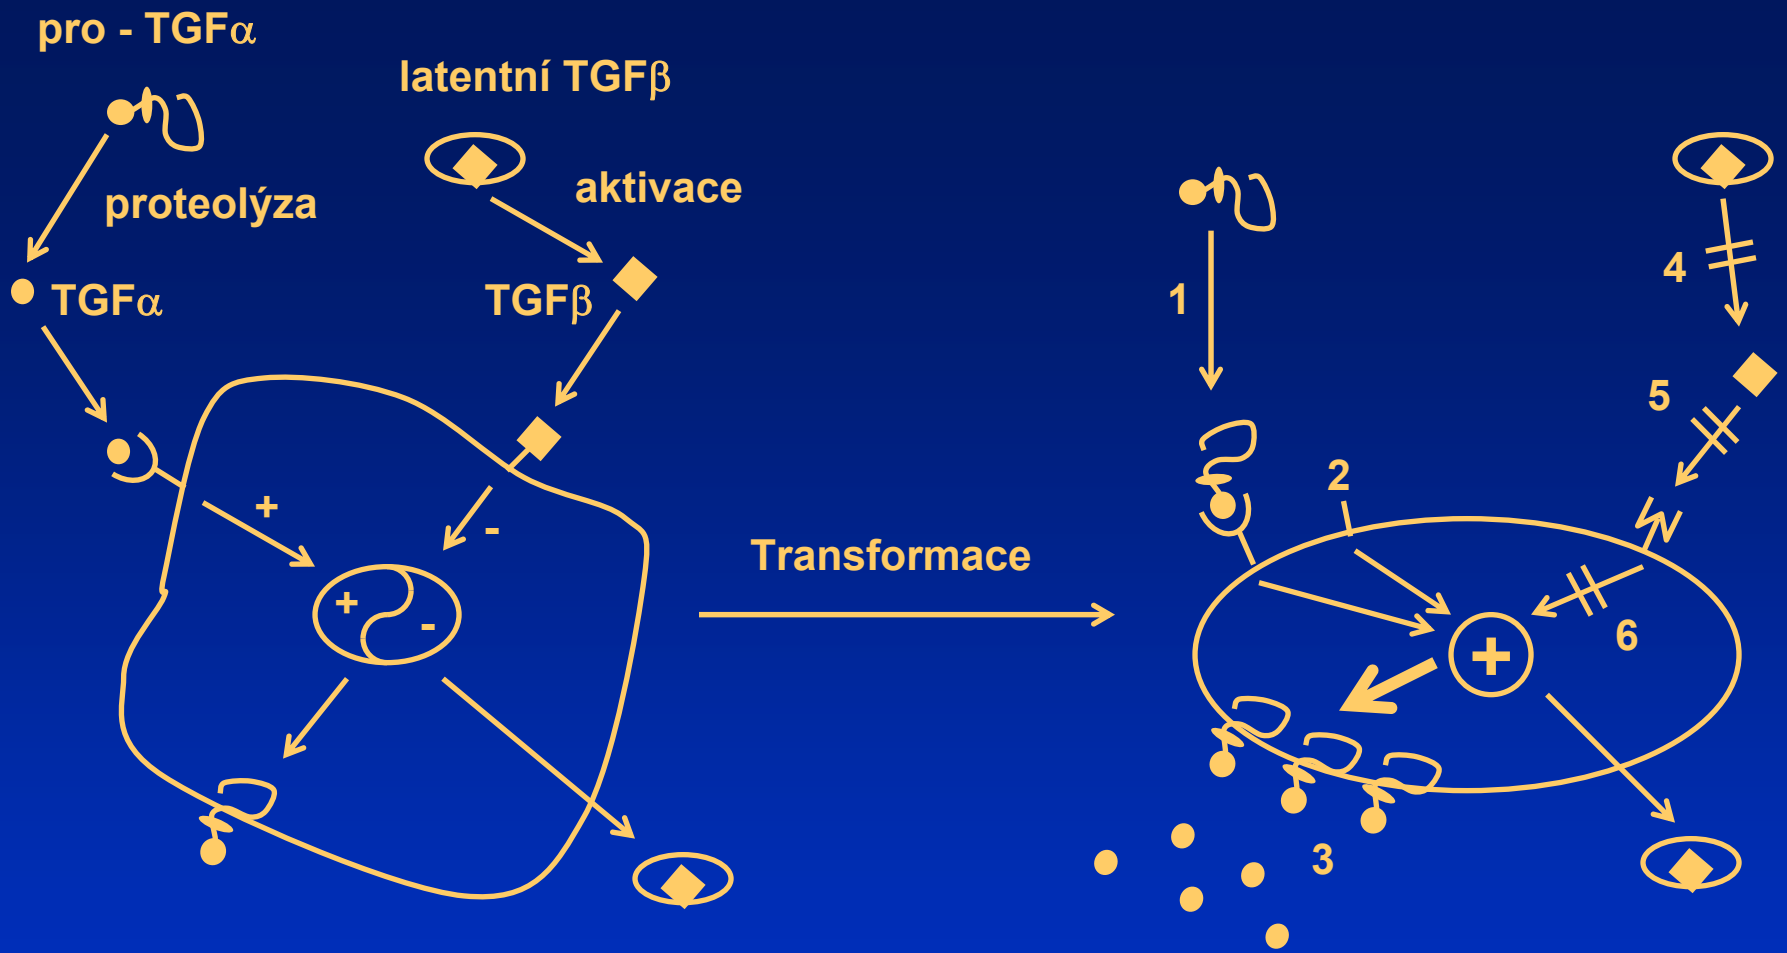 pro - TGFα
latentní TGFβ
proteolýza
aktivace
TGFα
TGFβ
+
-
+
-
Transformace
1
2
3
4
5
6
+